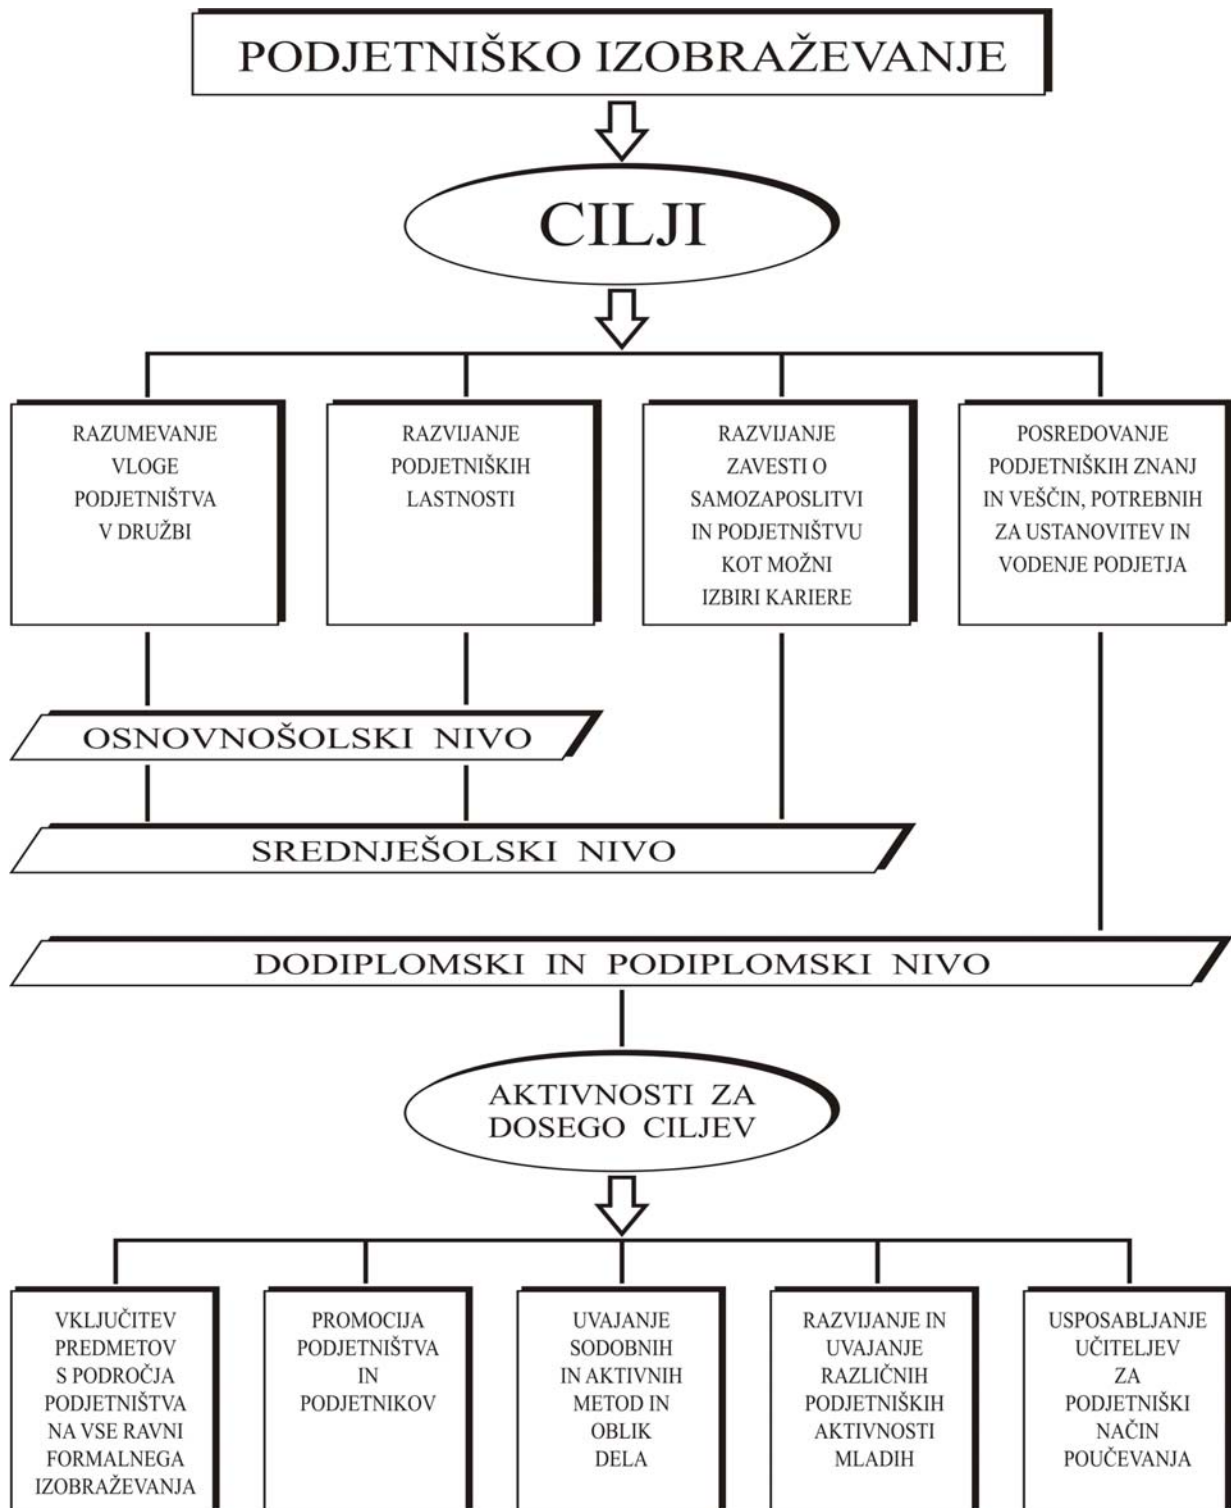 PODJETNIŠKO IZOBRAŽEVANJE
CILJI
RAZUMEVANJE
VLOGE
PODJETNIŠTVA
V DRUŽBI
RAZVIJANJE
PODJETNIŠKIH
LASTNOSTI
RAZVIJANJE
ZAVESTI O
SAMOZAPOSLITVI
IN PODJETNIŠTVU
KOT MOŽNI
IZBIRI KARIERE
POSREDOVANJE
PODJETNIŠKIH ZNANJ
IN VEŠČIN, POTREBNIH
ZA USTANOVITEV IN
VODENJE PODJETJA
OSNOVNOŠOLSKI NIVO
SREDNJEŠOLSKI NIVO
DODIPLOMSKI IN PODIPLOMSKI NIVO
AKTIVNOSTI ZA
DOSEGO CILJEV
VKLJUČITEV
PREDMETOV
S PODROČJA
PODJETNIŠTVA
NA VSE RAVNI
FORMALNEGA
IZOBRAŽEVANJA
PROMOCIJA
PODJETNIŠTVA
IN
PODJETNIKOV
UVAJANJE
SODOBNIH
IN AKTIVNIH
METOD IN
OBLIK
DELA
RAZVIJANJE IN
UVAJANJE
RAZLIČNIH
PODJETNIŠKIH
AKTIVNOSTI
MLADIH
USPOSABLJANJE
UČITELJEV
ZA
PODJETNIŠKI
NAČIN
POUČEVANJA